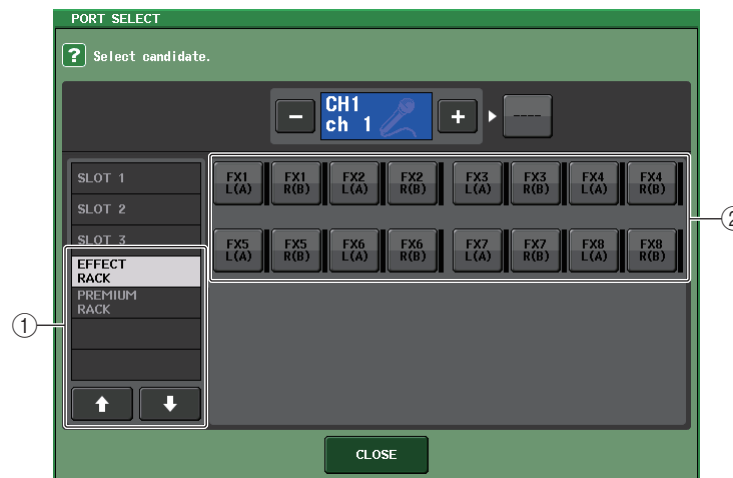 PORT SELECT
? Select candidate.
− CH1 + ----
ch 1
SLOT 1
SLOT 2
SLOT 3
EFFECT
RACK
PREMIUM
RACK
FX1 FX1 FX2 FX2 FX3 FX3 FX4 FX4
L(A) R(B) L(A) R(B) L(A) R(B) L(A) R(B)
FX5 FX5 FX6 FX6 FX7 FX7 FX8 FX8
L(A) R(B) L(A) R(B) L(A) R(B) L(A) R(B)
1
2
CLOSE